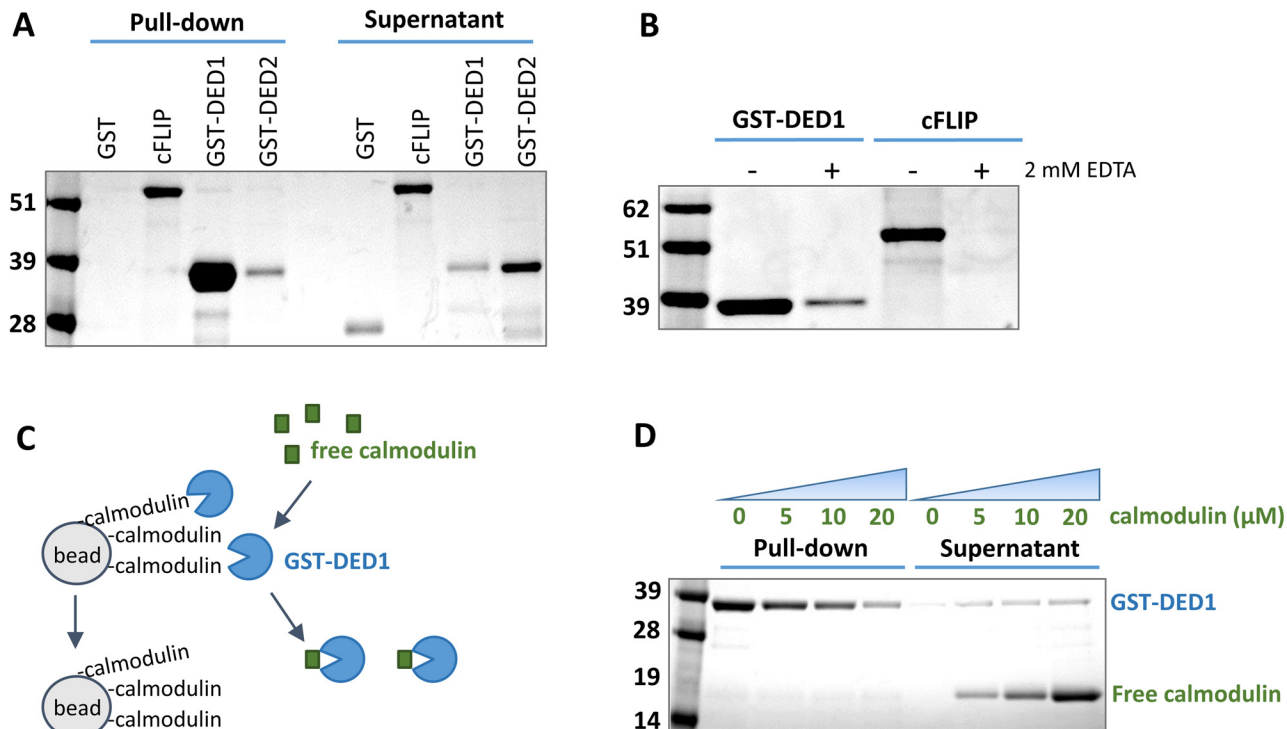 A
Pull-down
Supernatant
GST
cFLIP
GST-DED1
GST-DED2
GST
cFLIP
GST-DED1
GST-DED2
51
39
28
B
GST-DED1
cFLIP
- + - + 2 mM EDTA
62
51
39
C
free calmodulin
-calmodulin
-calmodulin
bead
-calmodulin
GST-DED1
-calmodulin
-calmodulin
bead
-calmodulin
D
0 5 10 20 0 5 10 20 calmodulin (μM)
Pull-down Supernatant
39
GST-DED1
28
19
Free calmodulin
14